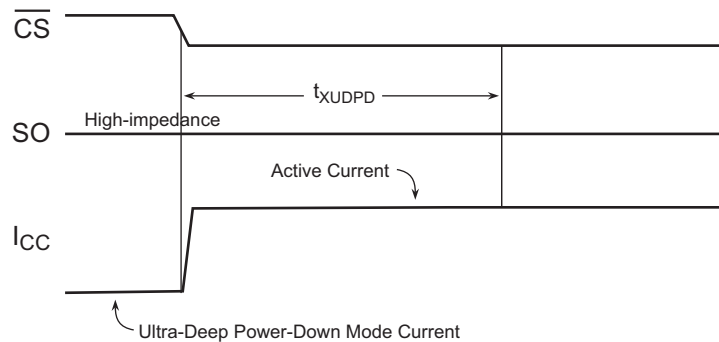 CS
tXUDPD
High-impedance
SO
Active Current
ICC
Ultra-Deep Power-Down Mode Current